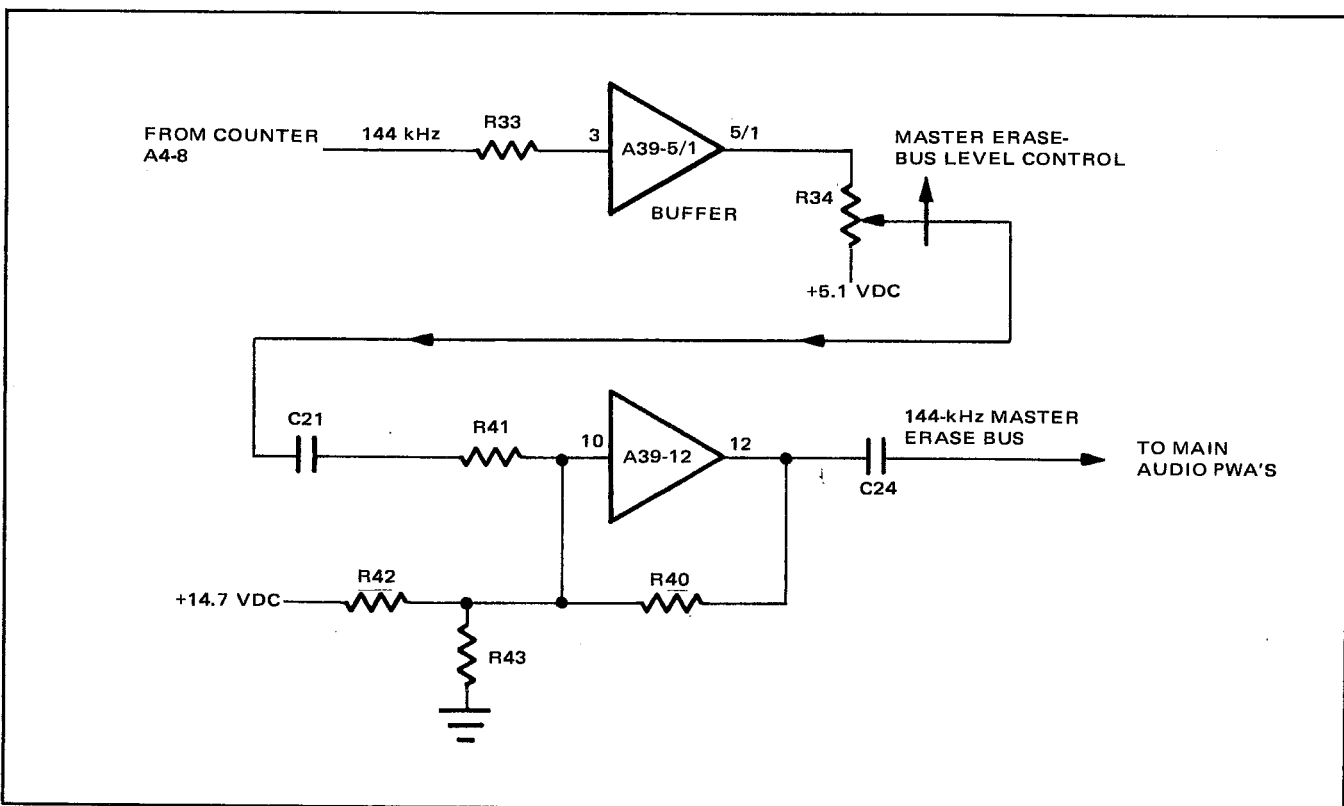 FROM COUNTER
A4-8
144 kHz
R33
3
A39-5/1
5/1
BUFFER
R34
+5.1 VDC
MASTER ERASE-
BUS LEVEL CONTROL
C21
R41
10
A39-12
12
C24
144-kHz MASTER
ERASE BUS
TO MAIN
AUDIO PWA'S
+14.7 VDC
R42
R43
R40